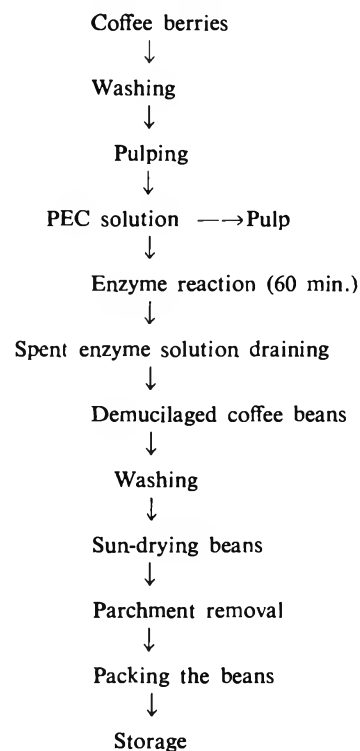 Coffee berries
↓
Washing
↓
Pulping
↓
PEC solution —→Pulp
↓
Enzyme reaction (60 min.)
↓
Spent enzyme solution draining
↓
Demucilaged coffee beans
↓
Washing
↓
Sun-drying beans
↓
Parchment removal
↓
Packing the beans
↓
Storage